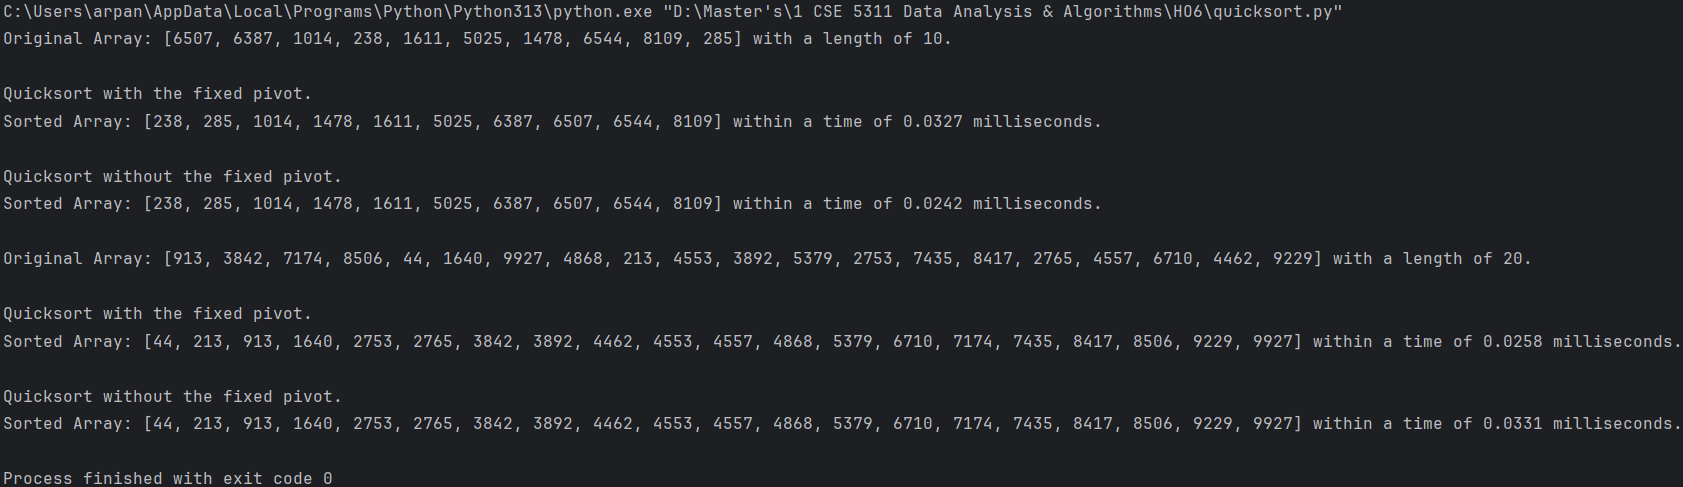 C:\Users\arpan\AppData\Local\Programs\Python\Python313\python.exe "D:\Master's\1 CSE 5311 Data Analysis & Algorithms\HO6\quicksort.py"
Original Array: [6507, 6387, 1014, 238, 1611, 5025, 1478, 6544, 8109, 285] with a length of 10.
Quicksort with the fixed pivot.
Sorted Array: [238, 285, 1014, 1478, 1611, 5025, 6387, 6507, 6544, 8109] within a time of 0.0327 milliseconds.
Quicksort without the fixed pivot.
Sorted Array: [238, 285, 1014, 1478, 1611, 5025, 6387, 6507, 6544, 8109] within a time of 0.0242 milliseconds.
Original Array: [913, 3842, 7174, 8506, 44, 1640, 9927, 4868, 213, 4553, 3892, 5379, 2753, 7435, 8417, 2765, 4557, 6710, 4462, 9229] with a length of 20.
Quicksort with the fixed pivot.
Sorted Array: [44, 213, 913, 1640, 2753, 2765, 3842, 3892, 4462, 4553, 4557, 4868, 5379, 6710, 7174, 7435, 8417, 8506, 9229, 9927] within a time of 0.0258 milliseconds.
Quicksort without the fixed pivot.
Sorted Array: [44, 213, 913, 1640, 2753, 2765, 3842, 3892, 4462, 4553, 4557, 4868, 5379, 6710, 7174, 7435, 8417, 8506, 9229, 9927] within a time of 0.0331 milliseconds.
Process finished with exit code 0